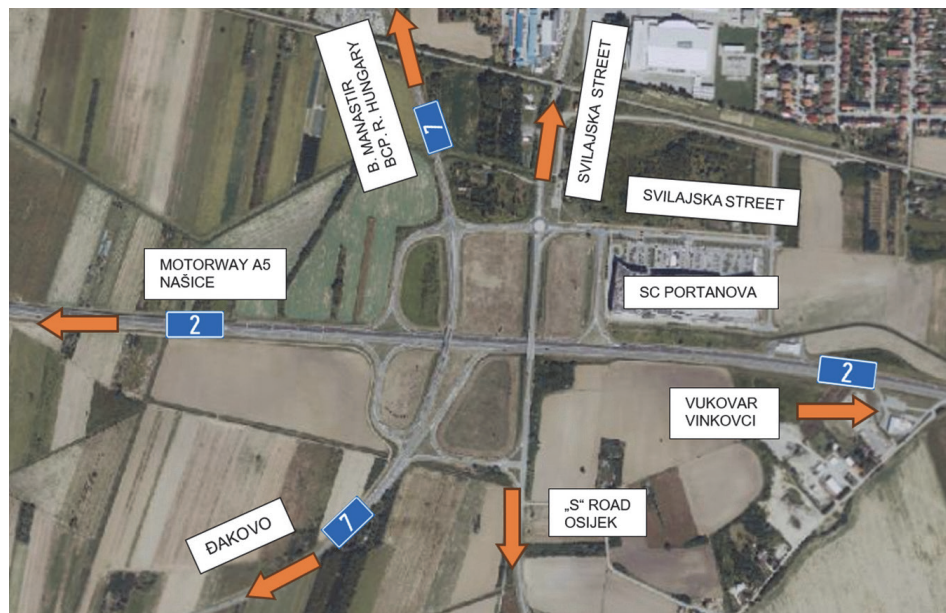 B. MANASTIR
BCP. R. HUNGARY
7
SVILAJSKA STREET
SVILAJSKA STREET
MOTORWAY A5
NAŠICE
SC PORTANOVA
2
2
VUKOVAR
VINKOVCI
„S“ ROAD
OSIJEK
7
ĐAKOVO